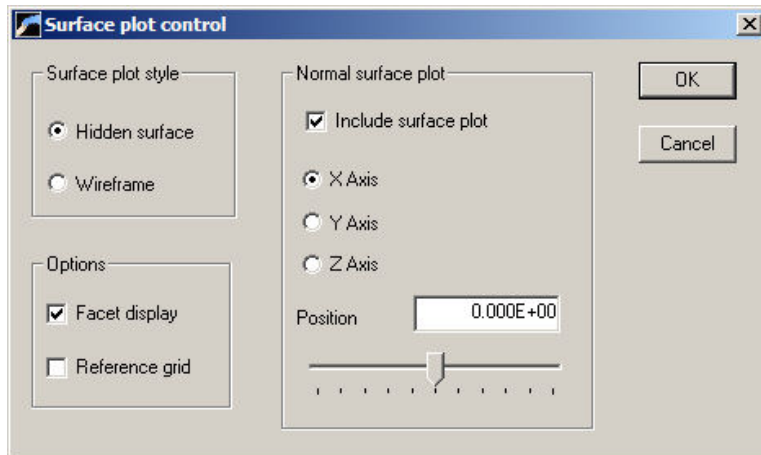 Surface plot control
Surface plot style
Hidden surface
Wireframe
Options
Facet display
Reference grid
Normal surface plot
Include surface plot
X Axis
Y Axis
Z Axis
Position
0.000E+00
OK
Cancel